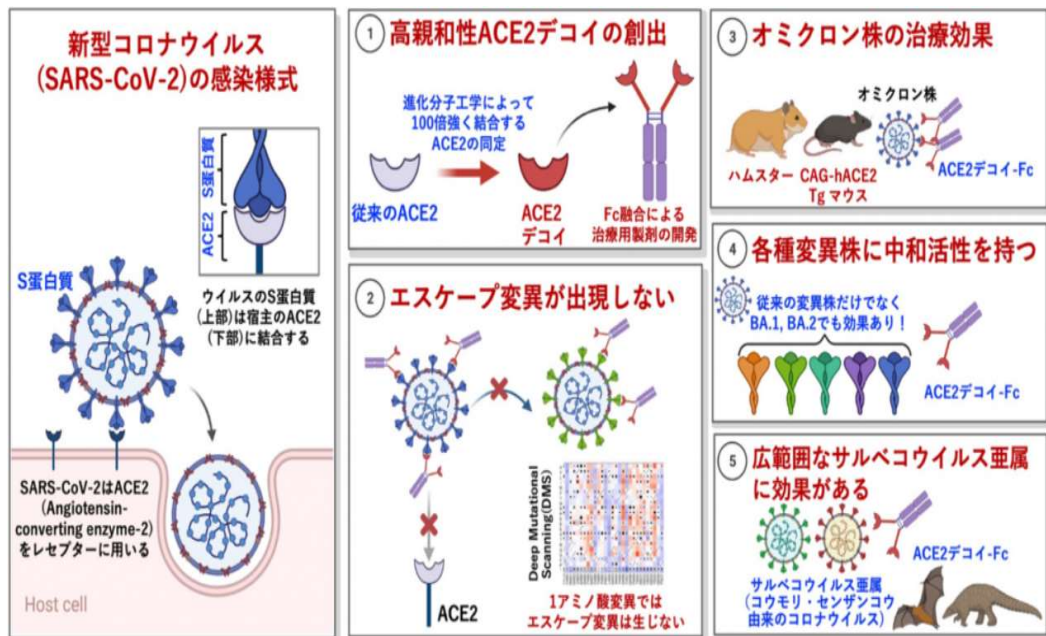 新型コロナウイルス
(SARS-CoV-2)の感染様式
S蛋白質
ACE2
S蛋白質
ウイルスのS蛋白質
(上部)は宿主のACE2
(下部)に結合する
SARS-CoV-2はACE2
(Angiotensin-
converting enzyme-2)
をレセプターに用いる
Host cell
1 高親和性ACE2デコイの創出
進化分子工学によって
100倍強く結合する
ACE2の同定
従来のACE2
ACE2
デコイ
Fc融合による
治療用製剤の開発
2 エスケープ変異が出現しない
ACE2
Deep Mutational
Scanning(DMS)
1アミノ酸変異では
エスケープ変異は生じない
3 オミクロン株の治療効果
オミクロン株
ハムスター
CAG-hACE2
Tg マウス
ACE2デコイ-Fc
4 各種変異株に中和活性を持つ
従来の変異株だけでなく
BA.1, BA.2でも効果あり！
ACE2デコイ-Fc
5 広範囲なサルベコウイルス亜属
に効果がある
ACE2デコイ-Fc
サルベコウイルス亜属
(コウモリ・センザンコウ
由来のコロナウイルス)